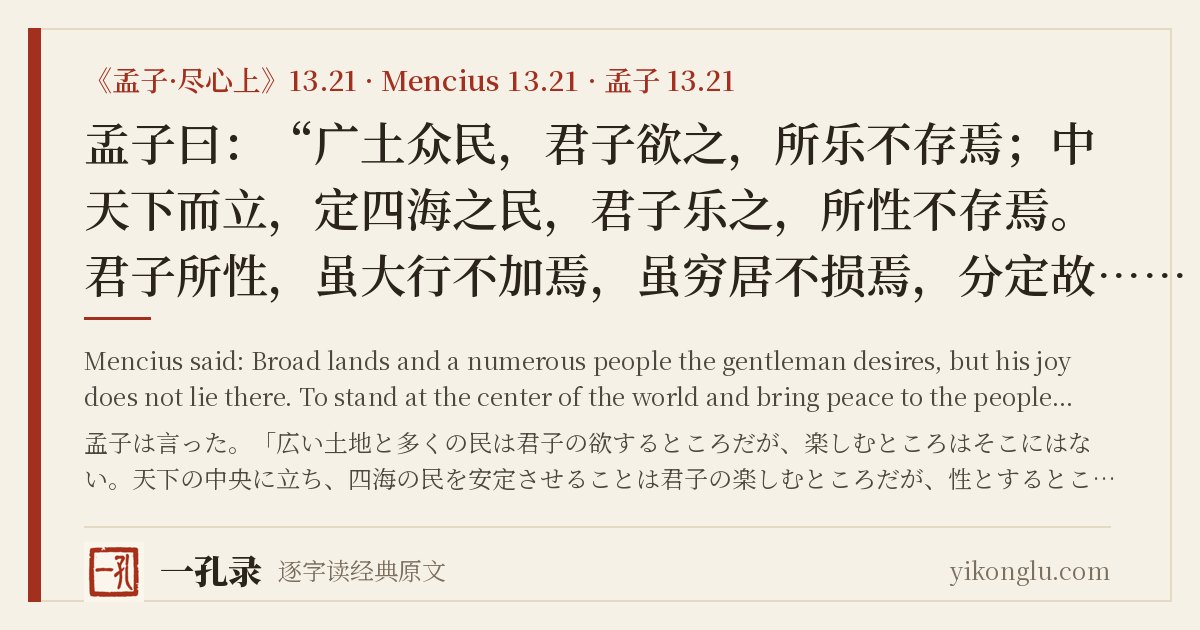 《孟子·尽心上》13.21 · Mencius 13.21 · 孟子 13.21
孟子曰：“广土众民，君子欲之，所乐不存焉；中
天下而立，定四海之民，君子乐之，所性不存焉。
君子所性，虽大行不加焉，虽穷居不损焉，分定故……
Mencius said: Broad lands and a numerous people the gentleman desires, but his joy
does not lie there. To stand at the center of the world and bring peace to the people...
孟子は言った。「広い土地と多くの民は君子の欲するところだが、楽しむところはそこにはな
い。天下の中央に立ち、四海の民を安定させることは君子の楽しむところだが、性とするとこ…
一孔
一孔录 逐字读经典原文 yikonglu.com